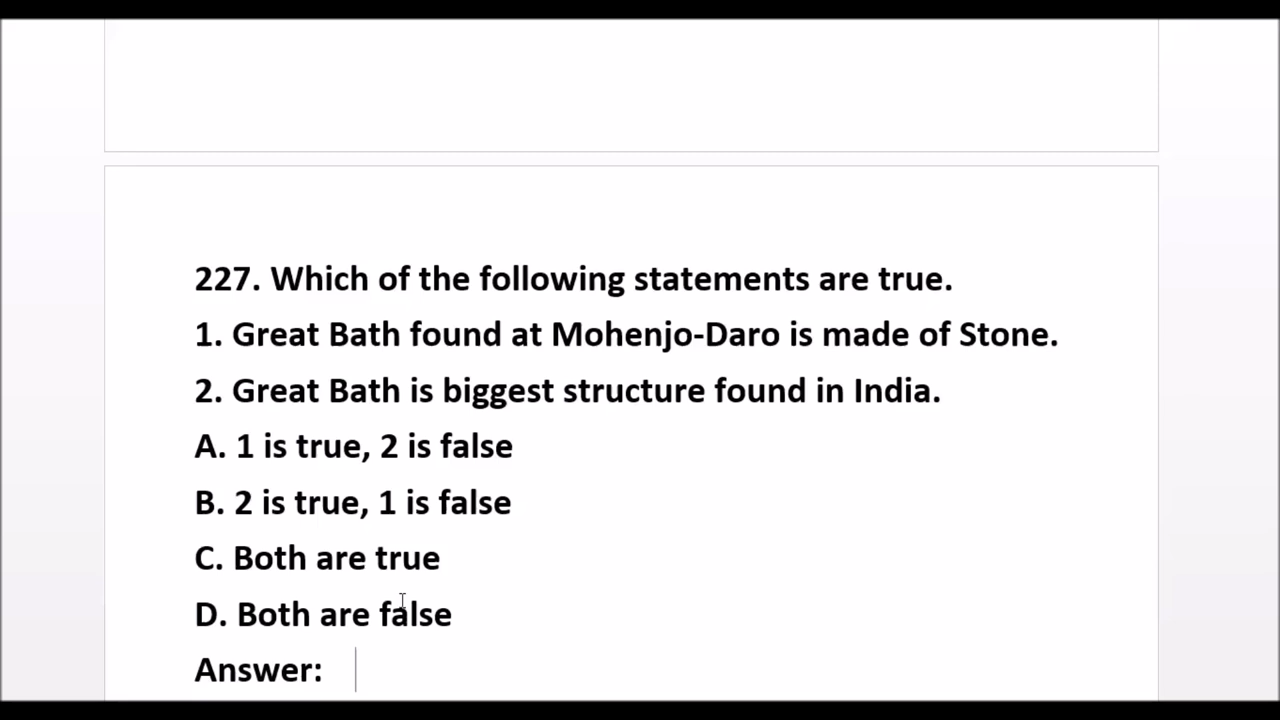 227. Which of the following statements are true.
1. Great Bath found at Mohenjo-Daro is made of Stone.
2. Great Bath is biggest structure found in India.
A. 1 is true, 2 is false
B. 2 is true, 1 is false
C. Both are true
D. Both are false
Answer: